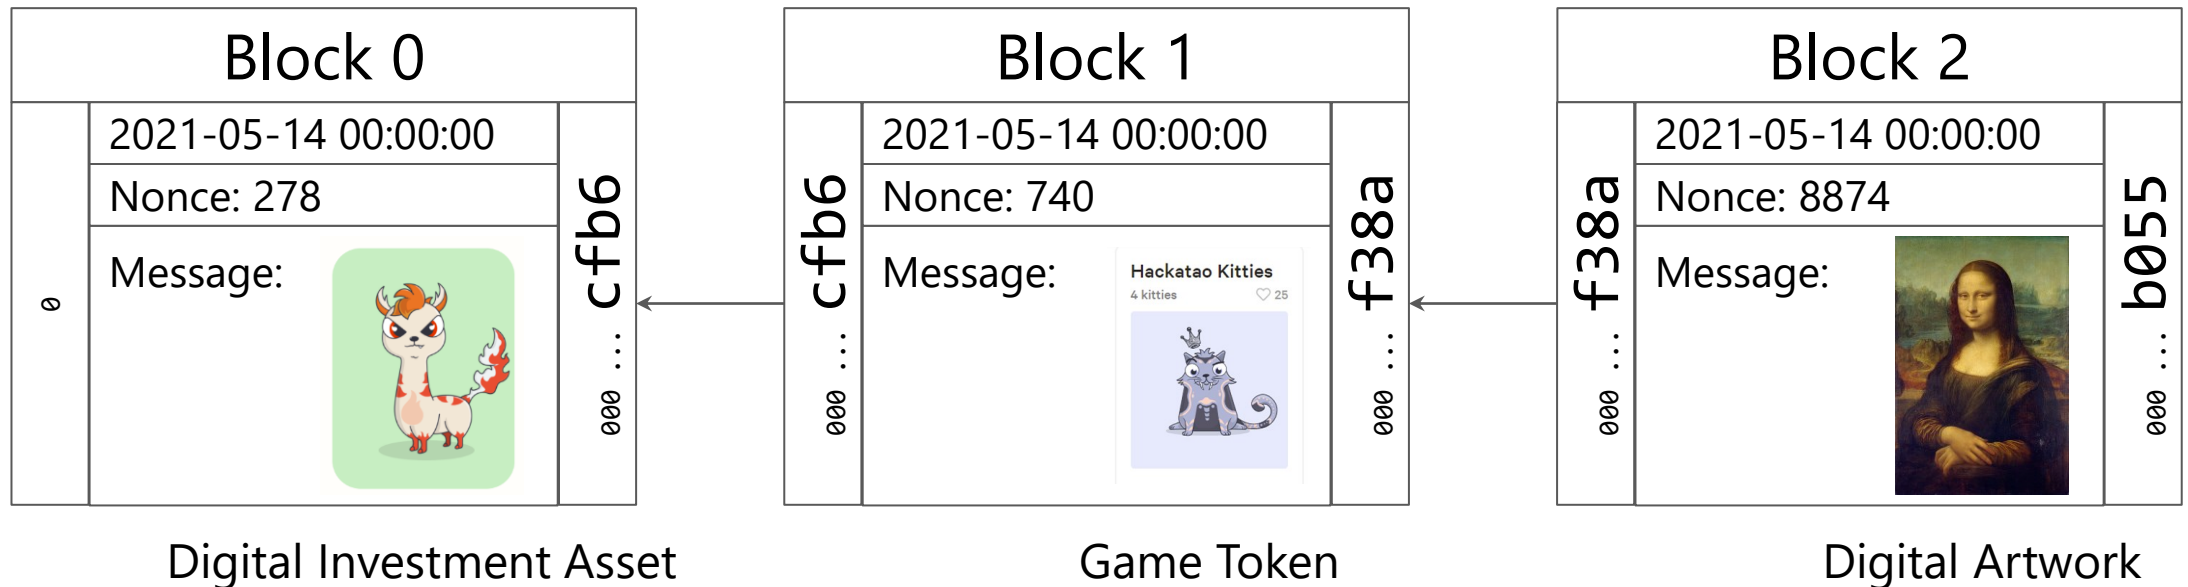 Block 0
0
2021-05-14 00:00:00
Nonce: 278
Message:
000 ... cfb6
Digital Investment Asset
Block 1
000 ... cfb6
2021-05-14 00:00:00
Nonce: 740
Message:
Hackatao Kitties
4 kitties 25
000 ... f38a
Game Token
Block 2
000 ... f38a
2021-05-14 00:00:00
Nonce: 8874
Message:
000 ... b055
Digital Artwork